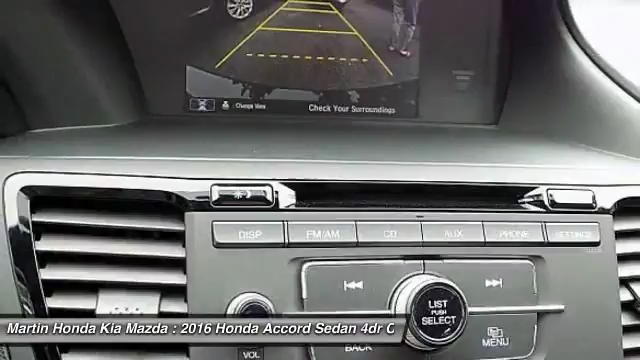 : Change View
Check Your Surroundings
DISP FM/AM CD AUX PHONE SETTINGS
LIST
PUSH
SELECT
MENU
BACK
VOL
Martin Honda Kia Mazda : 2016 Honda Accord Sedan 4dr C